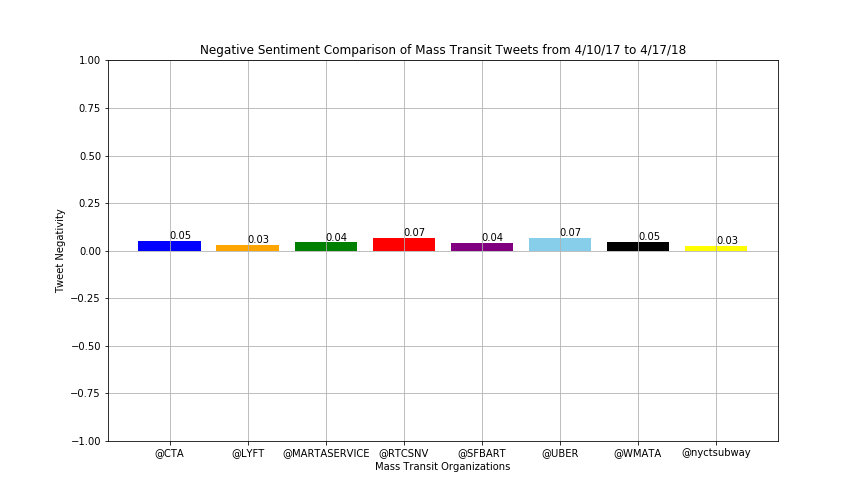 Negative Sentiment Comparison of Mass Transit Tweets from 4/10/17 to 4/17/18
1.00
0.75
0.50
0.25
0.00
−0.25
−0.50
−0.75
−1.00
Tweet Negativity
0.05
0.03
0.04
0.07
0.04
0.07
0.05
0.03
@CTA
@LYFT
@MARTASERVICE
@RTCSNV
@SFBART
@UBER
@WMATA
@nyctsubway
Mass Transit Organizations